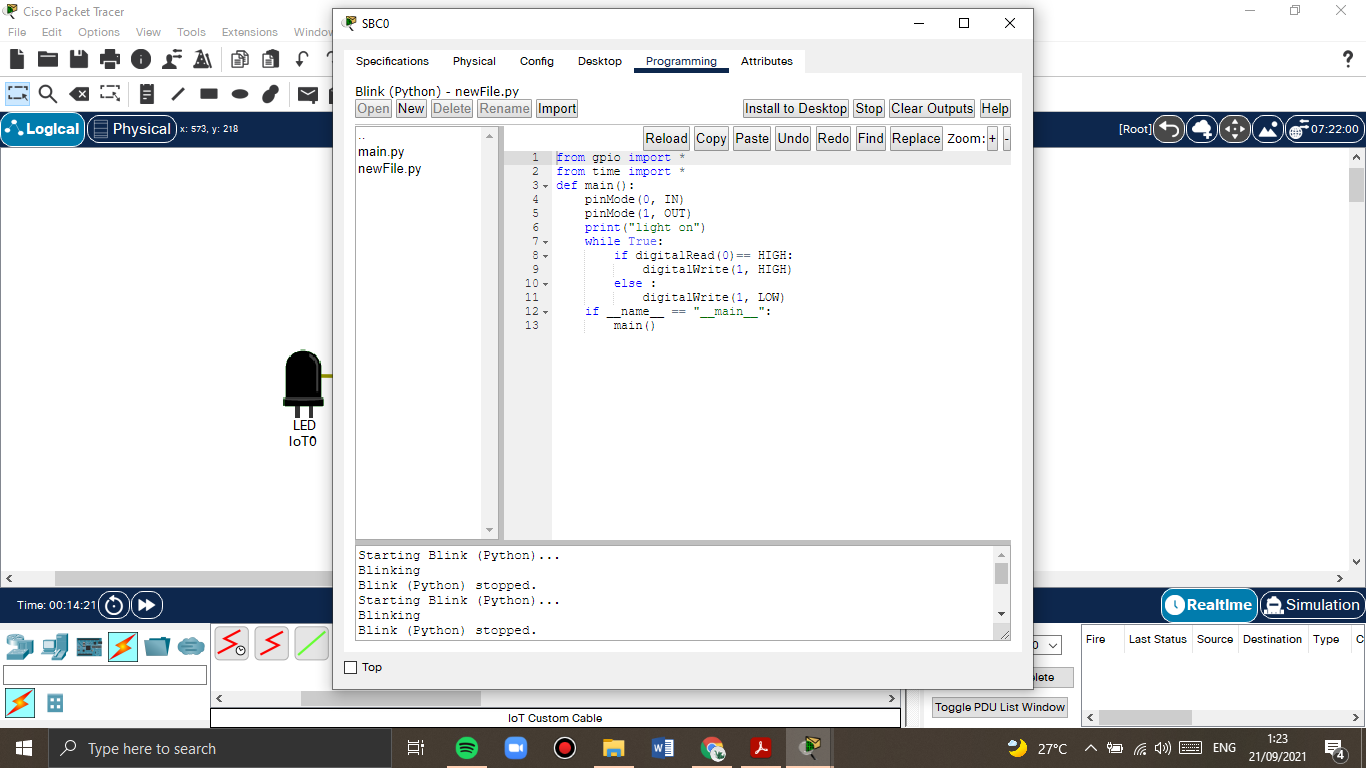 Cisco Packet Tracer
File Edit Options View Tools Extensions Window
SBC0
Specifications Physical Config Desktop Programming Attributes
Blink (Python) - newFile.py
Open New Delete Rename Import
Install to Desktop Stop Clear Outputs Help
Logical Physical x: 573, y: 218
[Root] 07:22:00
..
main.py
newFile.py
Reload Copy Paste Undo Redo Find Replace Zoom: + -
1 from gpio import *
2 from time import *
3 def main():
4 pinMode(0, IN)
5 pinMode(1, OUT)
6 print("light on")
7 while True:
8 if digitalRead(0)== HIGH:
9 digitalWrite(1, HIGH)
10 else :
11 digitalWrite(1, LOW)
12 if __name__ == "__main__":
13 main()
LED
IoT0
Starting Blink (Python)...
Blinking
Blink (Python) stopped.
Starting Blink (Python)...
Blinking
Blink (Python) stopped.
Top
Time: 00:14:21
Realtime Simulation
0
lete
Toggle PDU List Window
Fire Last Status Source Destination Type C
IoT Custom Cable
Type here to search
27°C
ENG
1:23
21/09/2021
4